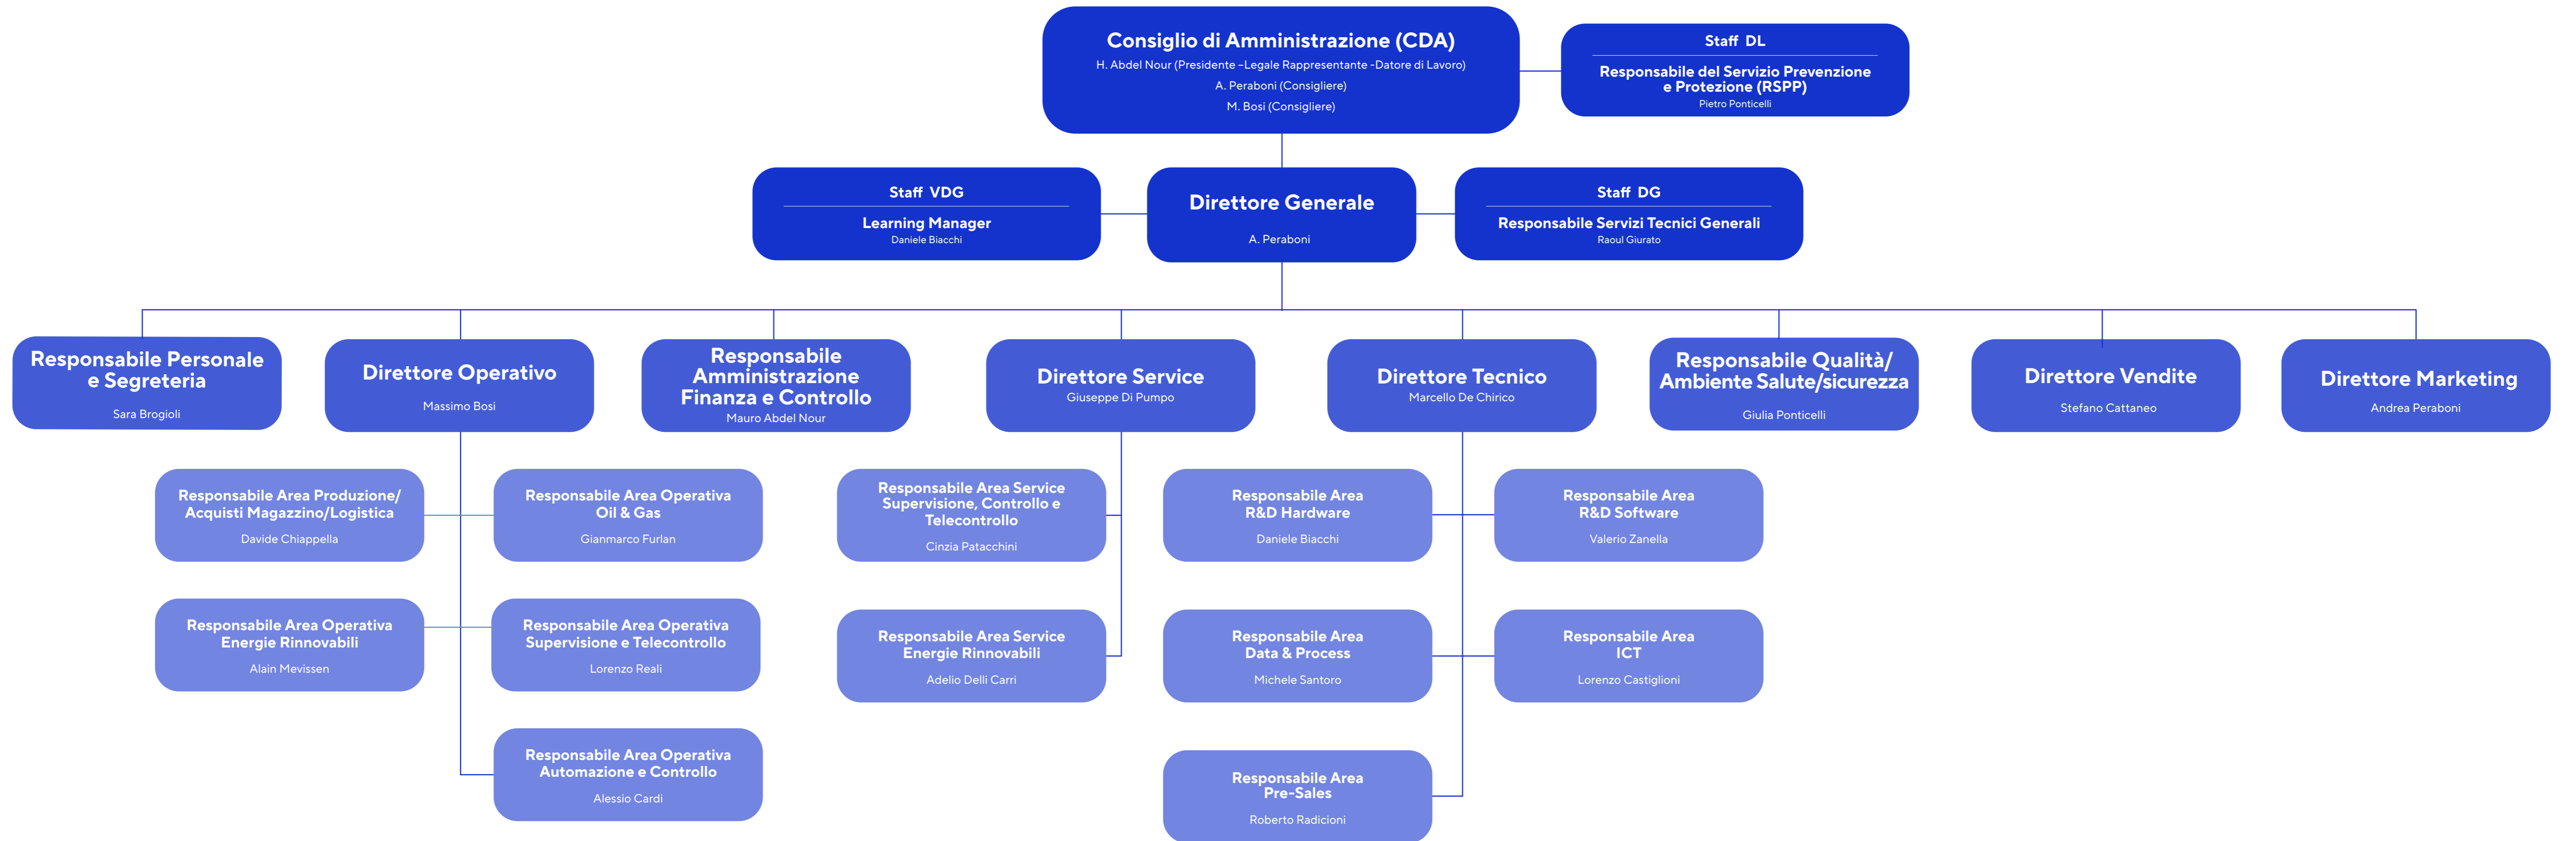 Consiglio di Amministrazione (CDA)
H. Abdel Nour (Presidente –Legale Rappresentante -Datore di Lavoro)
A. Peraboni (Consigliere)
M. Bosi (Consigliere)
Staff DL
Responsabile del Servizio Prevenzione
e Protezione (RSPP)
Pietro Ponticelli
Staff VDG
Learning Manager
Daniele Biacchi
Direttore Generale
A. Peraboni
Staff DG
Responsabile Servizi Tecnici Generali
Raoul Giurato
Responsabile Personale
e Segreteria
Sara Brogioli
Direttore Operativo
Massimo Bosi
Responsabile
Amministrazione
Finanza e Controllo
Mauro Abdel Nour
Direttore Service
Giuseppe Di Pumpo
Direttore Tecnico
Marcello De Chirico
Responsabile Qualità/
Ambiente Salute/sicurezza
Giulia Ponticelli
Direttore Vendite
Stefano Cattaneo
Direttore Marketing
Andrea Peraboni
Responsabile Area Produzione/
Acquisti Magazzino/Logistica
Davide Chiappella
Responsabile Area Operativa
Oil & Gas
Gianmarco Furlan
Responsabile Area Service
Supervisione, Controllo e
Telecontrollo
Cinzia Patacchini
Responsabile Area
R&D Hardware
Daniele Biacchi
Responsabile Area
R&D Software
Valerio Zanella
Responsabile Area Operativa
Energie Rinnovabili
Alain Mevissen
Responsabile Area Operativa
Supervisione e Telecontrollo
Lorenzo Reali
Responsabile Area Service
Energie Rinnovabili
Adelio Delli Carri
Responsabile Area
Data & Process
Michele Santoro
Responsabile Area
ICT
Lorenzo Castiglioni
Responsabile Area Operativa
Automazione e Controllo
Alessio Cardi
Responsabile Area
Pre-Sales
Roberto Radicioni